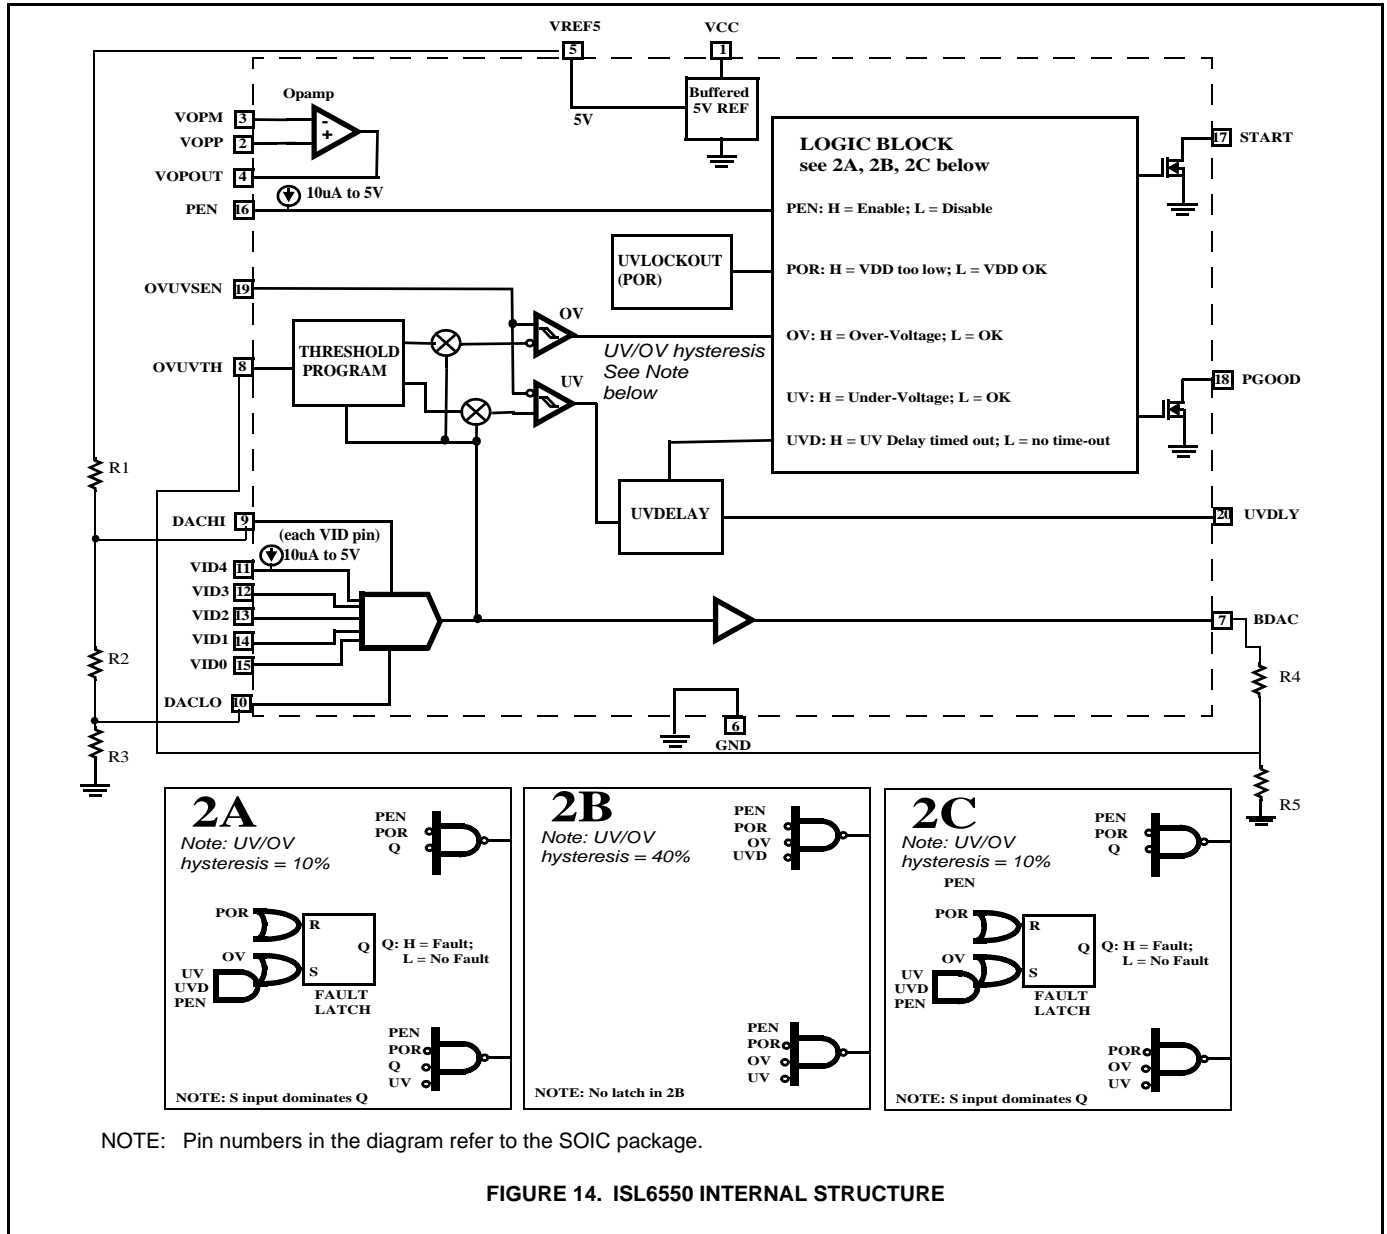 VREF5
VCC
5
1
Opamp
Buffered
5V REF
5V
VOPM 3
VOPP 2
VOPOUT 4
-
+
10uA to 5V
PEN 16
LOGIC BLOCK
see 2A, 2B, 2C below
PEN: H = Enable; L = Disable
POR: H = VDD too low; L = VDD OK
OV: H = Over-Voltage; L = OK
UV: H = Under-Voltage; L = OK
UVD: H = UV Delay timed out; L = no time-out
17 START
UVLOCKOUT
(POR)
OVUVSEN 19
OV
THRESHOLD
PROGRAM
OVUVTH 8
UV
UV/OV hysteresis
See Note
below
18 PGOOD
R1
UVDELAY
20 UVDLY
DACHI 9
(each VID pin)
10uA to 5V
VID4 11
VID3 12
VID2 13
VID1 14
VID0 15
7 BDAC
R2
R4
DACLO 10
6
GND
R3
R5
2A
Note: UV/OV
hysteresis = 10%
PEN
POR
Q
POR
R
Q
Q: H = Fault;
L = No Fault
OV
S
UV
UVD
PEN
FAULT
LATCH
PEN
POR
Q
UV
NOTE: S input dominates Q
2B
Note: UV/OV
hysteresis = 40%
PEN
POR
OV
UVD
PEN
POR
OV
UV
NOTE: No latch in 2B
2C
Note: UV/OV
hysteresis = 10%
PEN
PEN
POR
Q
POR
R
Q
Q: H = Fault;
L = No Fault
OV
S
UV
UVD
PEN
FAULT
LATCH
POR
OV
UV
NOTE: S input dominates Q
NOTE: Pin numbers in the diagram refer to the SOIC package.
FIGURE 14. ISL6550 INTERNAL STRUCTURE